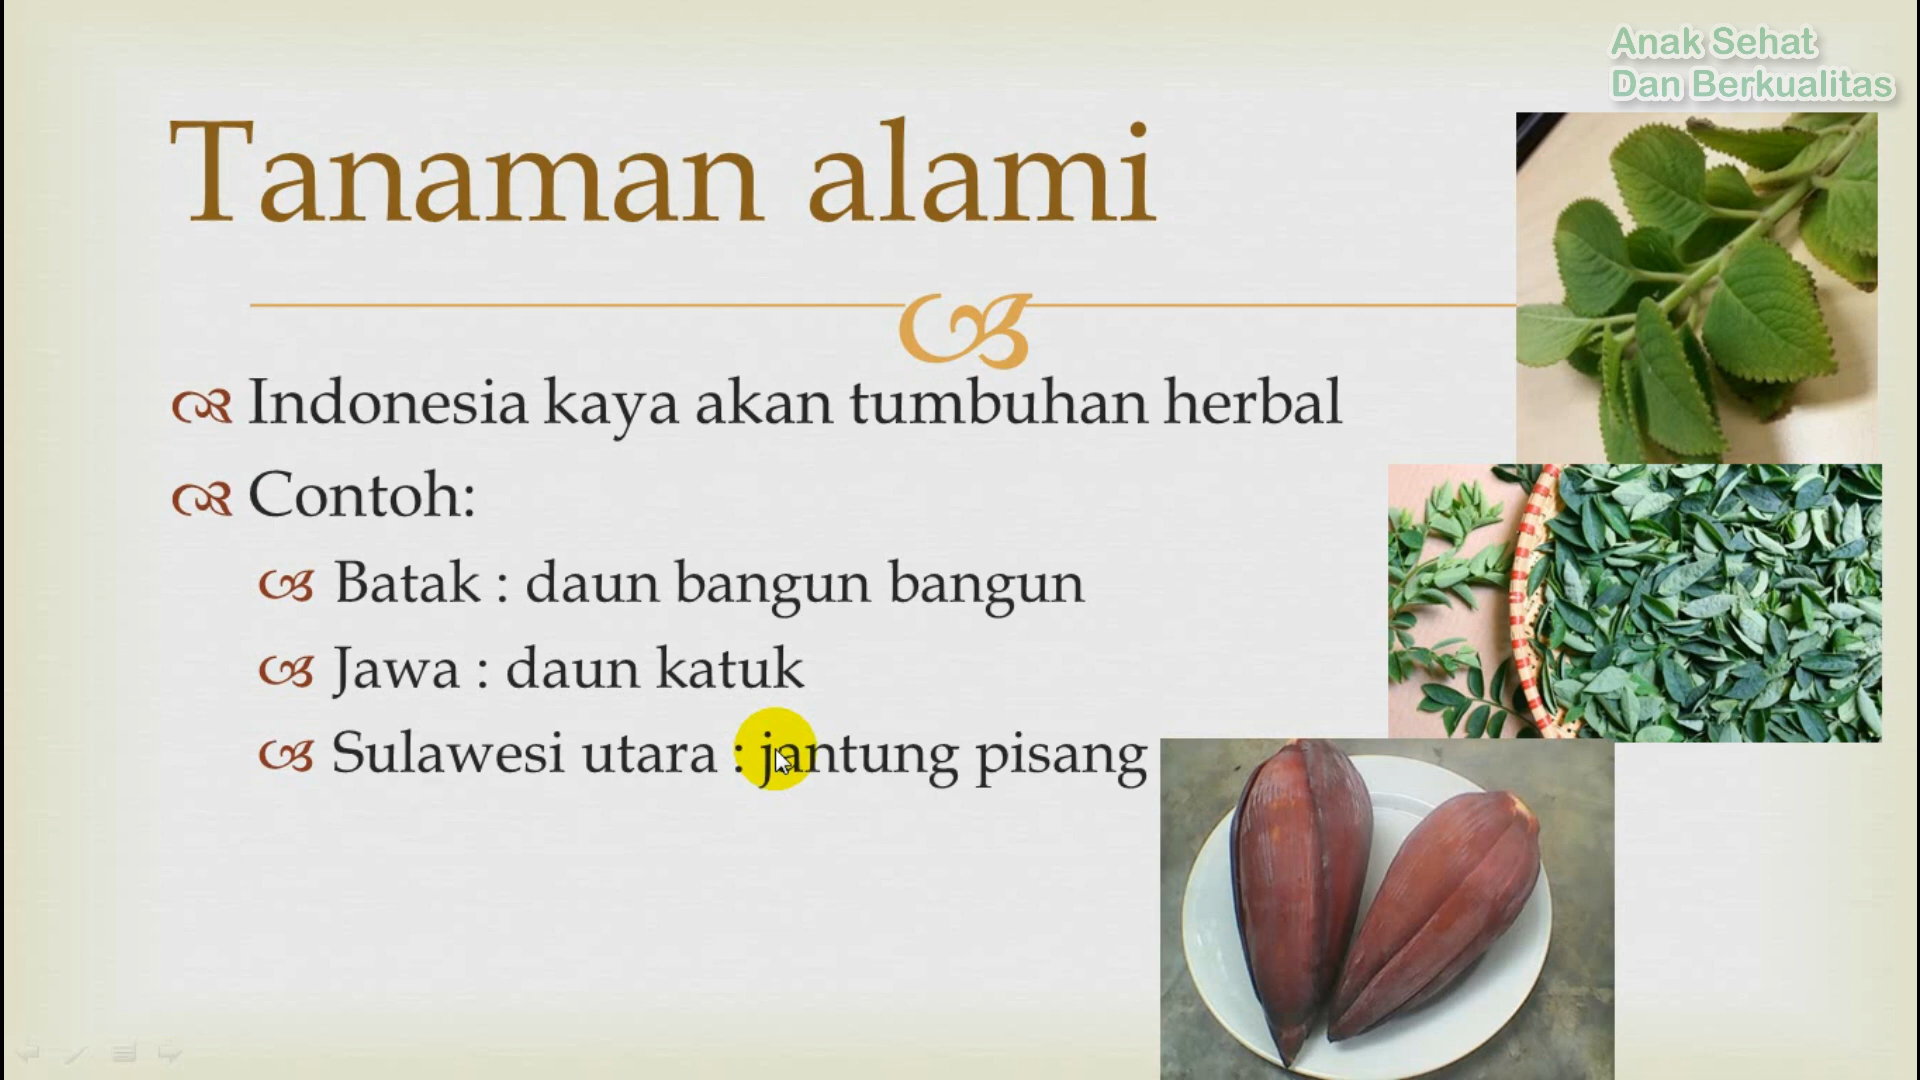 Anak Sehat
Dan Berkualitas
Tanaman alami
Indonesia kaya akan tumbuhan herbal
Contoh:
Batak : daun bangun bangun
Jawa : daun katuk
Sulawesi utara : jantung pisang